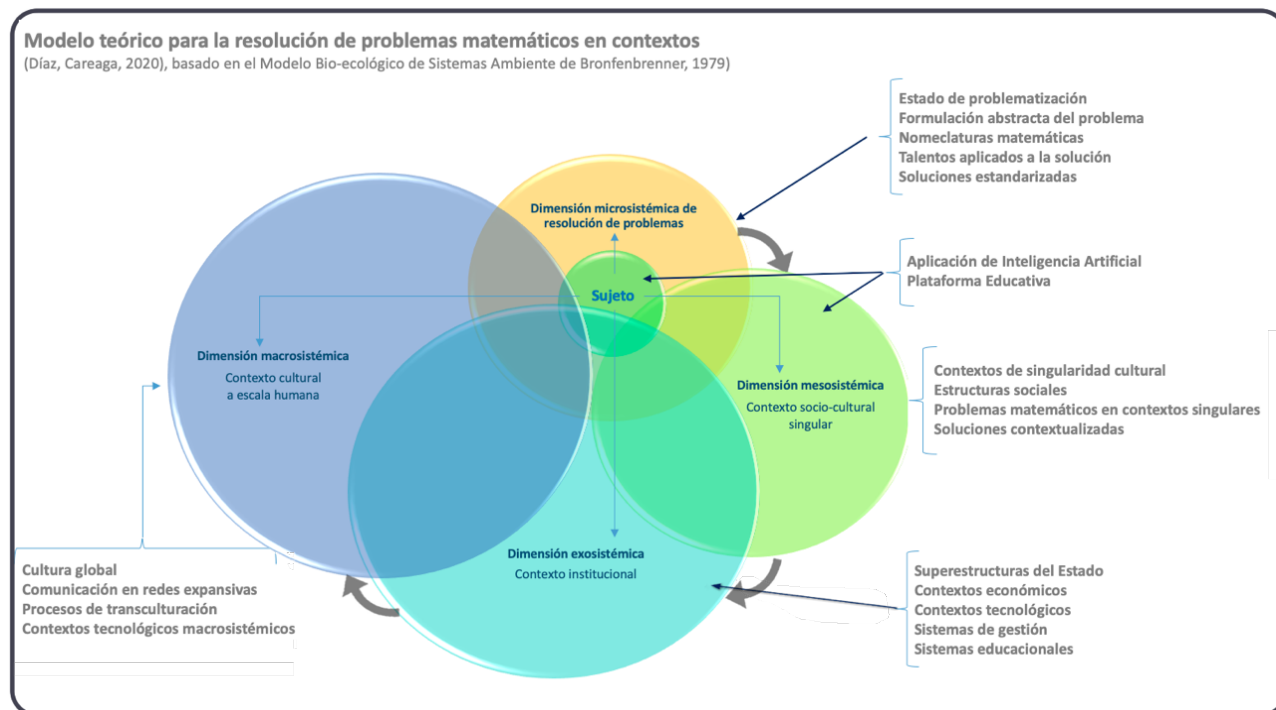 Modelo teórico para la resolución de problemas matemáticos en contextos
(Díaz, Careaga, 2020), basado en el Modelo Bio-ecológico de Sistemas Ambiente de Bronfenbrenner, 1979)
Estado de problematización
Formulación abstracta del problema
Nomeclaturas matemáticas
Talentos aplicados a la solución
Soluciones estandarizadas
Dimensión microsistémica de
resolución de problemas
Aplicación de Inteligencia Artificial
Plataforma Educativa
Sujeto
Dimensión macrosistémica
Contexto cultural
a escala humana
Dimensión mesosistémica
Contexto socio-cultural
singular
Contextos de singularidad cultural
Estructuras sociales
Problemas matemáticos en contextos singulares
Soluciones contextualizadas
Dimensión exosistémica
Contexto institucional
Cultura global
Comunicación en redes expansivas
Procesos de transculturación
Contextos tecnológicos macrosistémicos
Superestructuras del Estado
Contextos económicos
Contextos tecnológicos
Sistemas de gestión
Sistemas educacionales